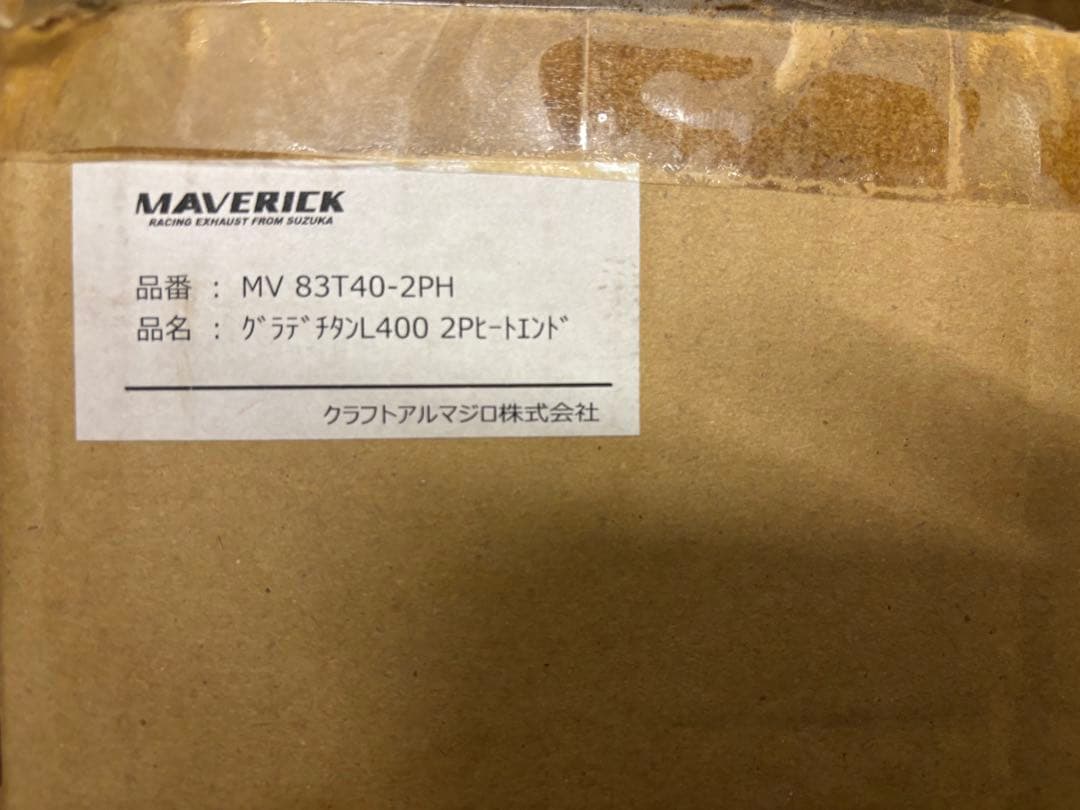 MAVERICK
RACING EXHAUST FROM SUZUKA
品番 : MV 83T40-2PH
品名 : ｸﾞﾗﾃﾞﾁﾀﾝL400 2Pﾋｰﾄｴﾝﾄﾞ
クラフトアルマジロ株式会社